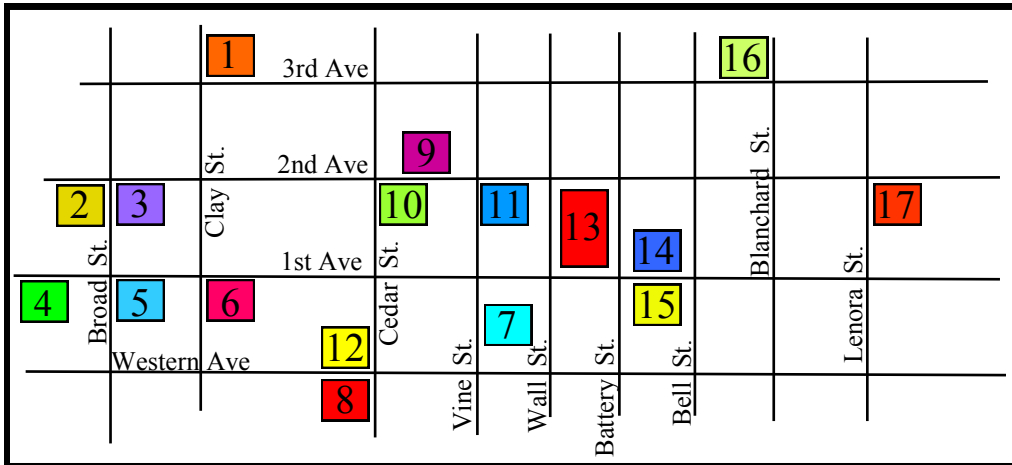 1
3rd Ave
16
9
2nd Ave
Clay St.
Blanchard St.
2
3
10
11
13
17
14
1st Ave
Broad St.
Cedar St.
Lenora St.
4
5
6
7
15
12
Western Ave
8
Vine St.
Wall St.
Battery St.
Bell St.